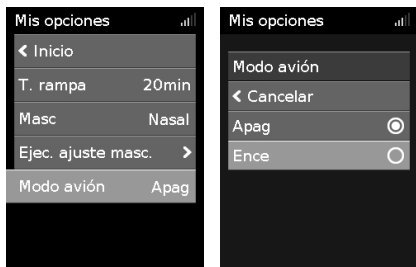 Mis opciones
Inicio
T. rampa 20min
Masc Nasal
Ejec. ajuste masc.
Modo avión Apag
Mis opciones
Modo avión
Cancelar
Apag
Ence